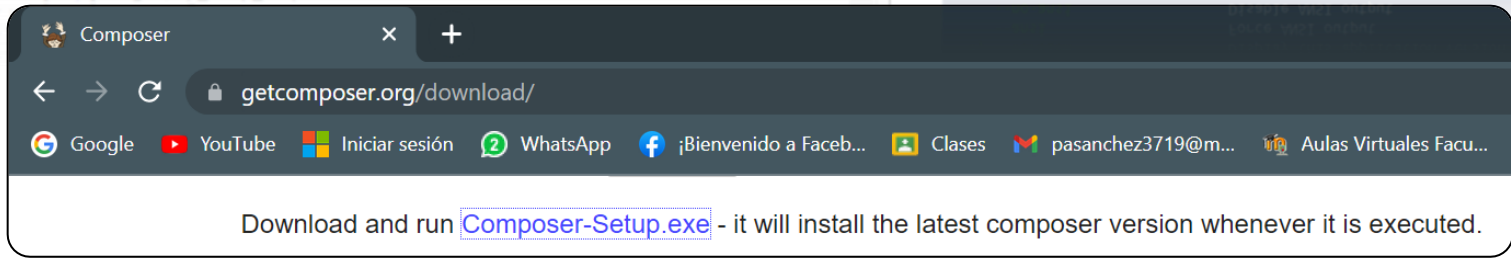 Composer
getcomposer.org/download/
Google YouTube Iniciar sesión 2 WhatsApp ¡Bienvenido a Faceb... Clases pasanchez3719@m... Aulas Virtuales Facu...
Download and run Composer-Setup.exe - it will install the latest composer version whenever it is executed.